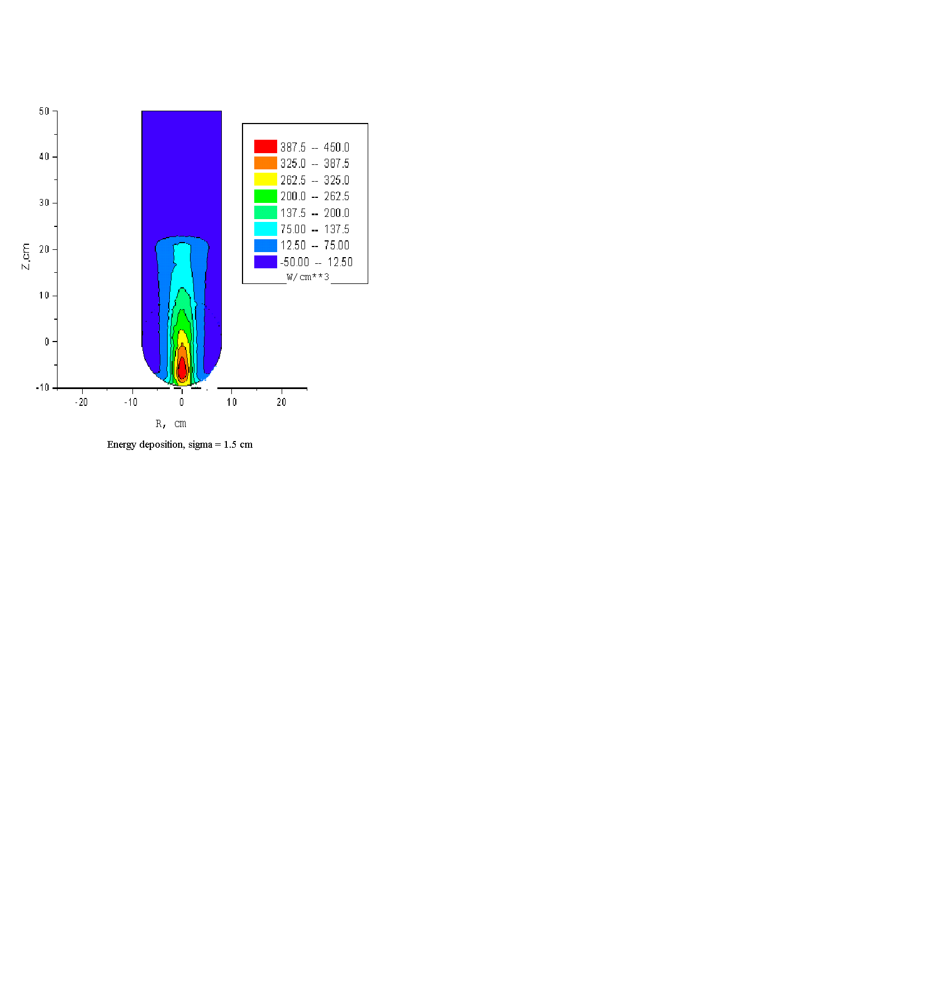 50
40
30
20
10
0
-10
Z,cm
-20 -10 0 10 20
R, cm
387.5 -- 450.0
325.0 -- 387.5
262.5 -- 325.0
200.0 -- 262.5
137.5 -- 200.0
75.00 -- 137.5
12.50 -- 75.00
-50.00 -- 12.50
W/cm**3
Energy deposition, sigma = 1.5 cm